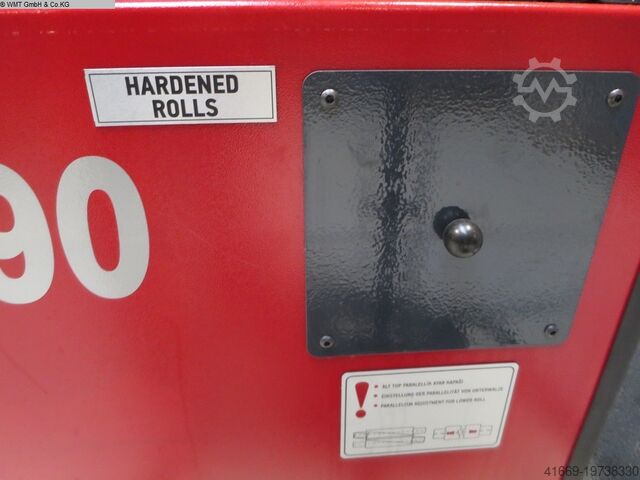 © WMT GmbH & Co.KG
HARDENED
ROLLS
90
ALT TOP PARALELLİK AYAR KAPAĞI
EINSTELLUNG DER PARALLELITÄT VON UNTERWALZE
PARALLELISM ADJUSTMENT FOR LOWER ROLL
41669-19738330